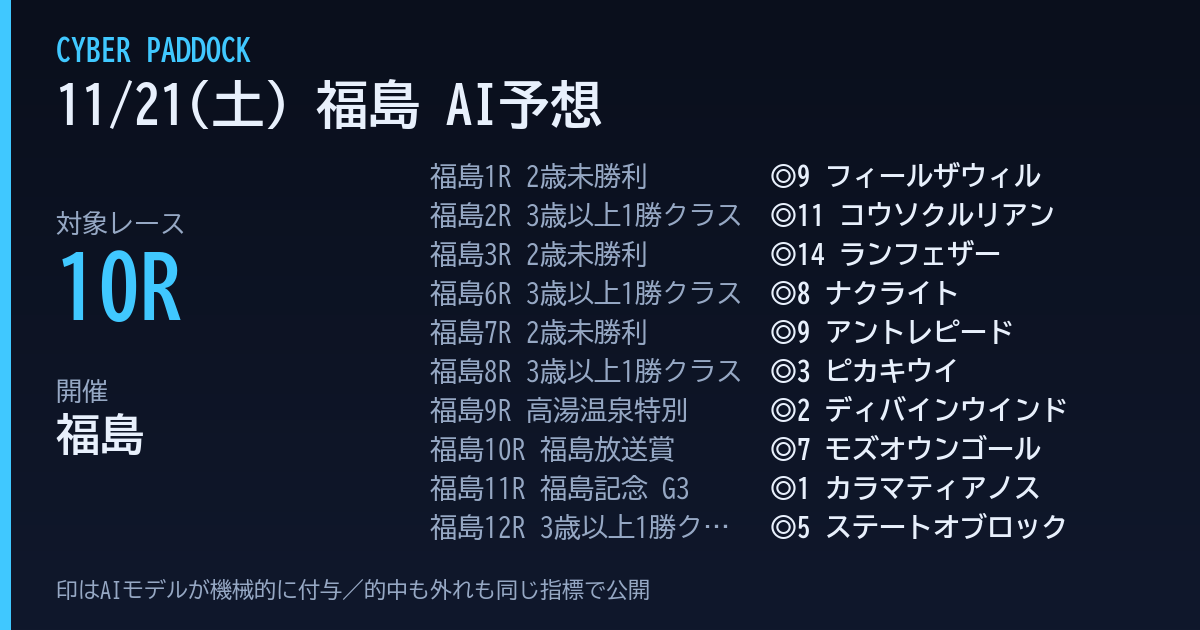 CYBER PADDOCK
11/21(土) 福島 AI予想
対象レース
10R
開催
福島
福島1R 2歳未勝利 ◎9 フィールザウィル
福島2R 3歳以上1勝クラス ◎11 コウソクルリアン
福島3R 2歳未勝利 ◎14 ランフェザー
福島6R 3歳以上1勝クラス ◎8 ナクライト
福島7R 2歳未勝利 ◎9 アントレピード
福島8R 3歳以上1勝クラス ◎3 ピカキウイ
福島9R 高湯温泉特別 ◎2 ディバインウインド
福島10R 福島放送賞 ◎7 モズオウンゴール
福島11R 福島記念 G3 ◎1 カラマティアノス
福島12R 3歳以上1勝ク… ◎5 ステートオブロック
印はAIモデルが機械的に付与／的中も外れも同じ指標で公開